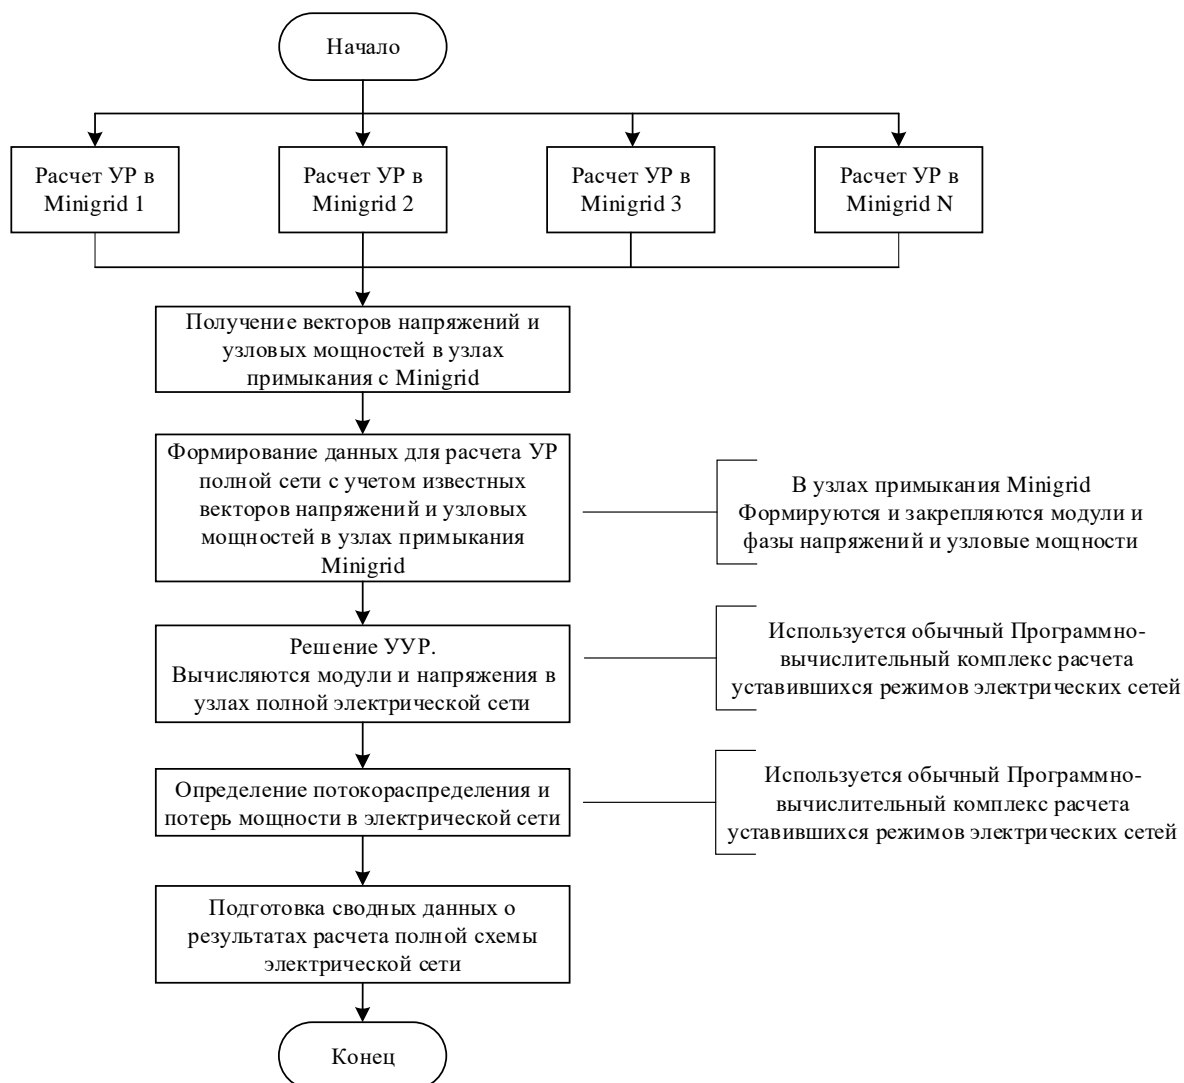 Начало
Расчет УР в
Minigrid 1
Расчет УР в
Minigrid 2
Расчет УР в
Minigrid 3
Расчет УР в
Minigrid N
Получение векторов напряжений и
узловых мощностей в узлах
примыкания с Minigrid
Формирование данных для расчета УР
полной сети с учетом известных
векторов напряжений и узловых
мощностей в узлах примыкания
Minigrid
В узлах примыкания Minigrid
Формируются и закрепляются модули и
фазы напряжений и узловые мощности
Решение УУР.
Вычисляются модули и напряжения в
узлах полной электрической сети
Используется обычный Программно-
вычислительный комплекс расчета
уставившихся режимов электрических сетей
Определение потокораспределения и
потерь мощности в электрической сети
Используется обычный Программно-
вычислительный комплекс расчета
уставившихся режимов электрических сетей
Подготовка сводных данных о
результатах расчета полной схемы
электрической сети
Конец